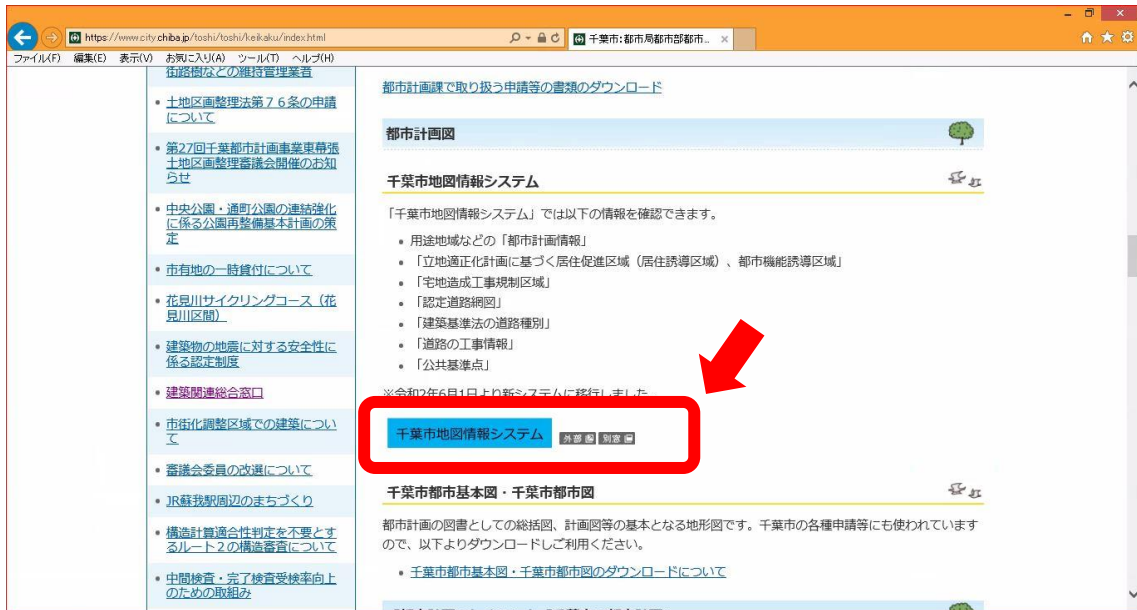 https://www.city.chiba.jp/toshi/toshi/keikaku/index.html
千葉市:都市局都市部都市...
ファイル(F) 編集(E) 表示(V) お気に入り(A) ツール(T) ヘルプ(H)
街路樹などの維持管理業者
・土地区画整理法第７６条の申請
について
・第27回千葉都市計画事業東幕張
土地区画整理審議会開催のお知
らせ
・中央公園・通町公園の連結強化
に係る公園再整備基本計画の策
定
・市有地の一時貸付について
・花見川サイクリングコース（花
見川区間）
・建築物の地震に対する安全性に
係る認定制度
・建築関連総合窓口
・市街化調整区域での建築につい
て
・審議会委員の改選について
・JR蘇我駅周辺のまちづくり
・構造計算適合性判定を不要とす
るルート２の構造審査について
・中間検査・完了検査受検率向上
のための取組み
都市計画課で取り扱う申請等の書類のダウンロード
都市計画図
千葉市地図情報システム
「千葉市地図情報システム」では以下の情報を確認できます。
・用途地域などの「都市計画情報」
・「立地適正化計画に基づく居住促進区域（居住誘導区域）、都市機能誘導区域」
・「宅地造成工事規制区域」
・「認定道路網図」
・「建築基準法の道路種別」
・「道路の工事情報」
・「公共基準点」
※令和2年6月1日より新システムに移行しました
千葉市地図情報システム 外部 別窓
千葉市都市基本図・千葉市都市図
都市計画の図書としての総括図、計画図等の基本となる地形図です。千葉市の各種申請等にも使われています
ので、以下よりダウンロードしご利用ください。
・千葉市都市基本図・千葉市都市図のダウンロードについて